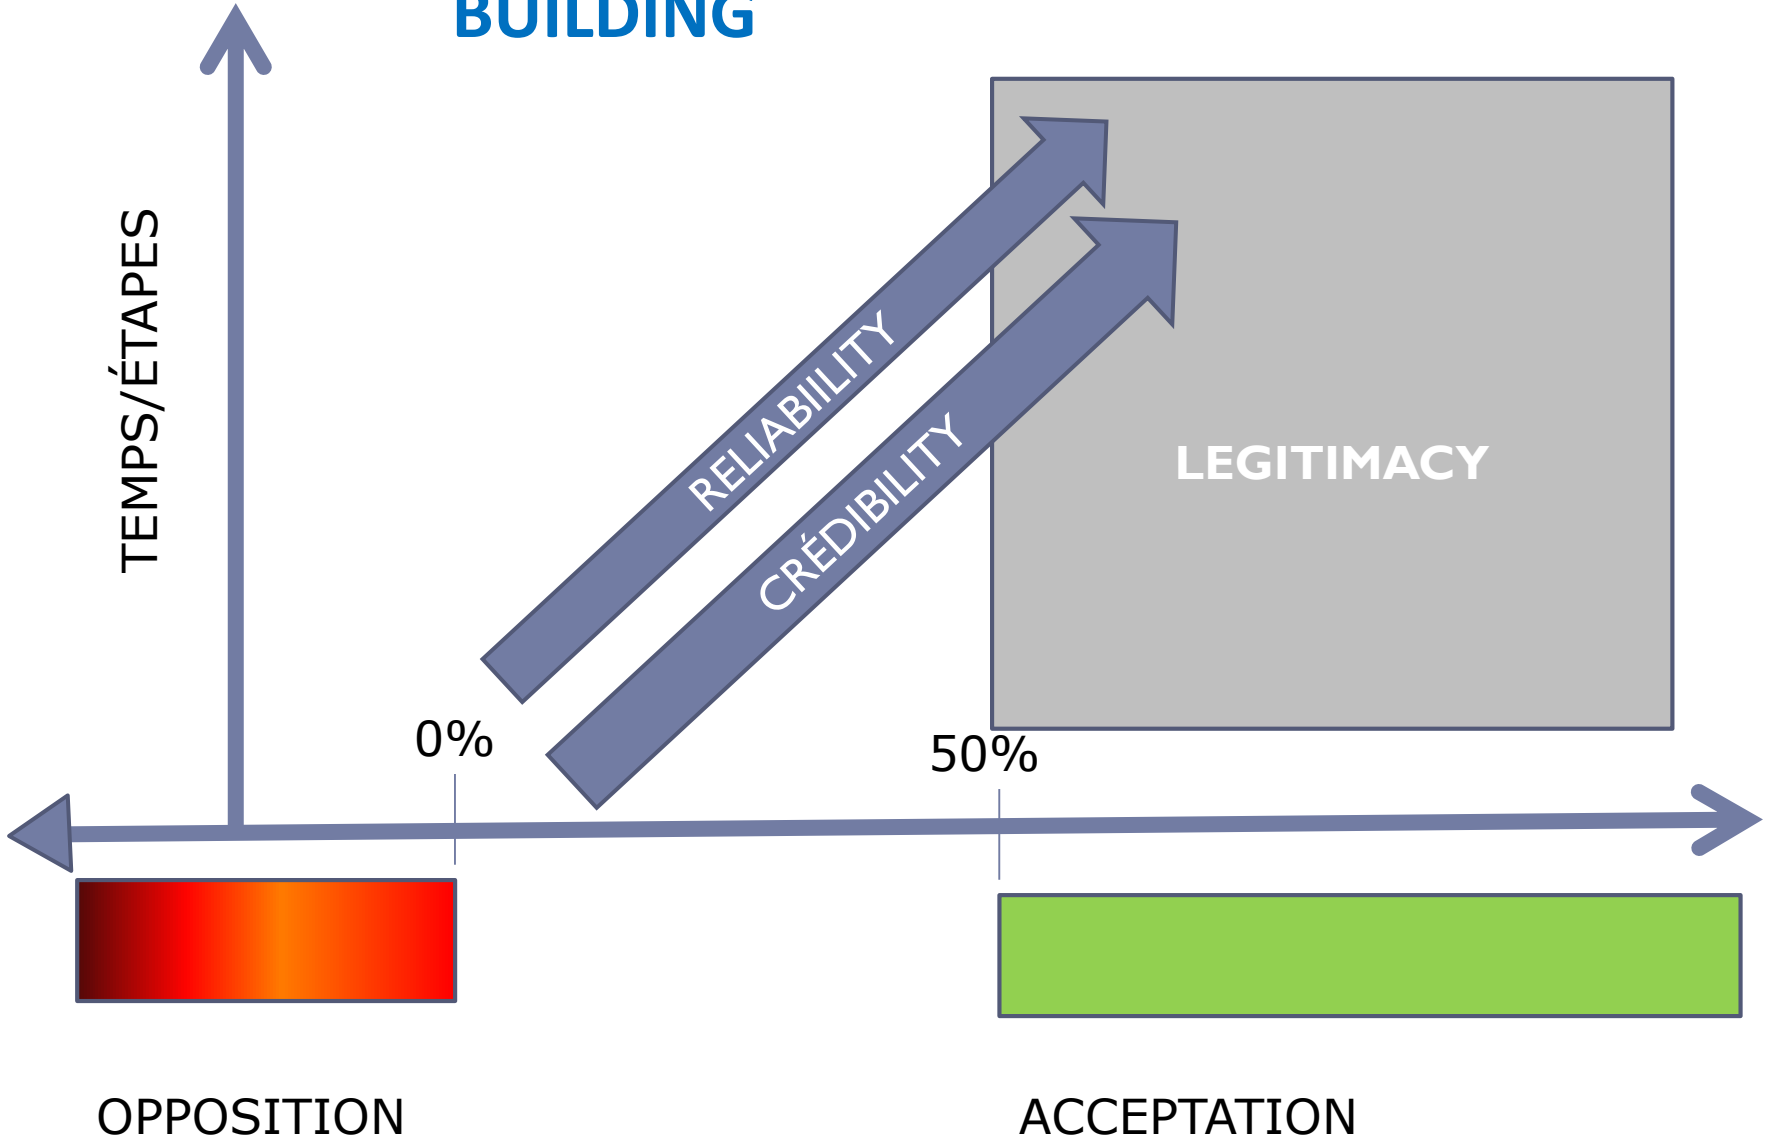 BUILDING
TEMPS/ÉTAPES
RELIABIILITY
CRÉDIBILITY
LEGITIMACY
0%
50%
OPPOSITION
ACCEPTATION